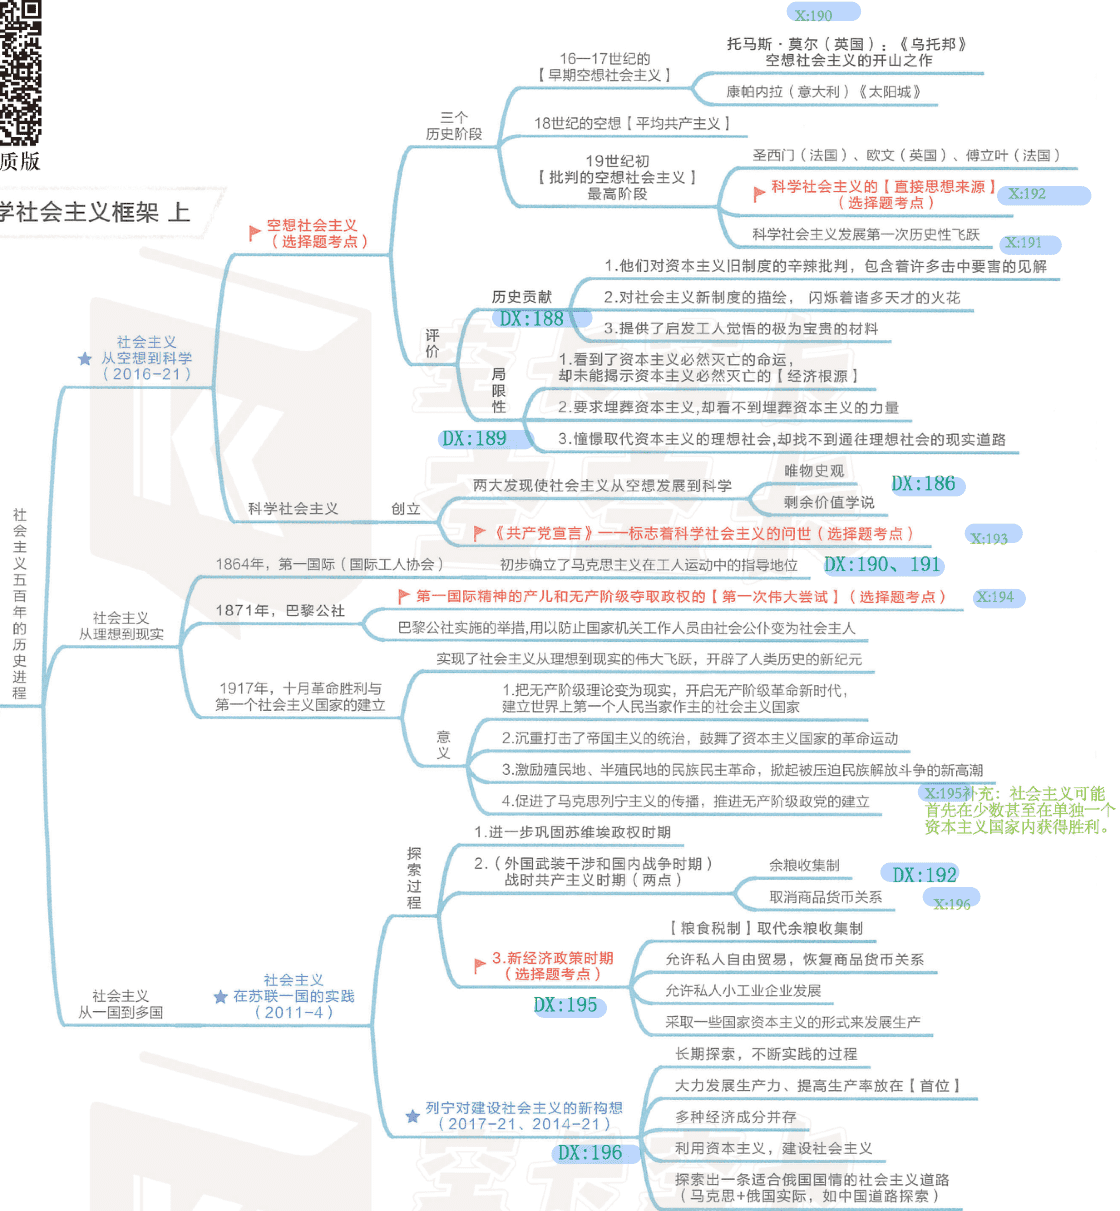 质版
学社会主义框架 上
社会主义五百年的历史进程
社会主义
从空想到科学
（2016-21）
空想社会主义
（选择题考点）
三个
历史阶段
16—17世纪的
【早期空想社会主义】
X:190
托马斯·莫尔（英国）：《乌托邦》
空想社会主义的开山之作
康帕内拉（意大利）《太阳城》
18世纪的空想【平均共产主义】
19世纪初
【批判的空想社会主义】
最高阶段
圣西门（法国）、欧文（英国）、傅立叶（法国）
科学社会主义的【直接思想来源】
（选择题考点）
X:192
科学社会主义发展第一次历史性飞跃
X:191
评价
历史贡献
DX:188
1.他们对资本主义旧制度的辛辣批判，包含着许多击中要害的见解
2.对社会主义新制度的描绘， 闪烁着诸多天才的火花
3.提供了启发工人觉悟的极为宝贵的材料
局限性
DX:189
1.看到了资本主义必然灭亡的命运，
却未能揭示资本主义必然灭亡的【经济根源】
2.要求埋葬资本主义,却看不到埋葬资本主义的力量
3.憧憬取代资本主义的理想社会,却找不到通往理想社会的现实道路
科学社会主义
创立
两大发现使社会主义从空想发展到科学
唯物史观
剩余价值学说
DX:186
《共产党宣言》——标志着科学社会主义的问世（选择题考点）
X:193
社会主义
从理想到现实
1864年，第一国际（国际工人协会）
初步确立了马克思主义在工人运动中的指导地位
DX:190、191
1871年，巴黎公社
第一国际精神的产儿和无产阶级夺取政权的【第一次伟大尝试】（选择题考点）
X:194
巴黎公社实施的举措,用以防止国家机关工作人员由社会公仆变为社会主人
1917年，十月革命胜利与
第一个社会主义国家的建立
实现了社会主义从理想到现实的伟大飞跃，开辟了人类历史的新纪元
意义
1.把无产阶级理论变为现实，开启无产阶级革命新时代，
建立世界上第一个人民当家作主的社会主义国家
2.沉重打击了帝国主义的统治，鼓舞了资本主义国家的革命运动
3.激励殖民地、半殖民地的民族民主革命，掀起被压迫民族解放斗争的新高潮
4.促进了马克思列宁主义的传播，推进无产阶级政党的建立
X:195补充：社会主义可能
首先在少数甚至在单独一个
资本主义国家内获得胜利。
社会主义
从一国到多国
社会主义
在苏联一国的实践
（2011-4）
探索过程
1.进一步巩固苏维埃政权时期
2.（外国武装干涉和国内战争时期）
战时共产主义时期（两点）
余粮收集制
取消商品货币关系
DX:192
X:196
3.新经济政策时期
（选择题考点）
DX:195
【粮食税制】取代余粮收集制
允许私人自由贸易，恢复商品货币关系
允许私人小工业企业发展
采取一些国家资本主义的形式来发展生产
列宁对建设社会主义的新构想
（2017-21、2014-21）
DX:196
长期探索，不断实践的过程
大力发展生产力、提高生产率放在【首位】
多种经济成分并存
利用资本主义，建设社会主义
探索出一条适合俄国国情的社会主义道路
（马克思+俄国实际，如中国道路探索）